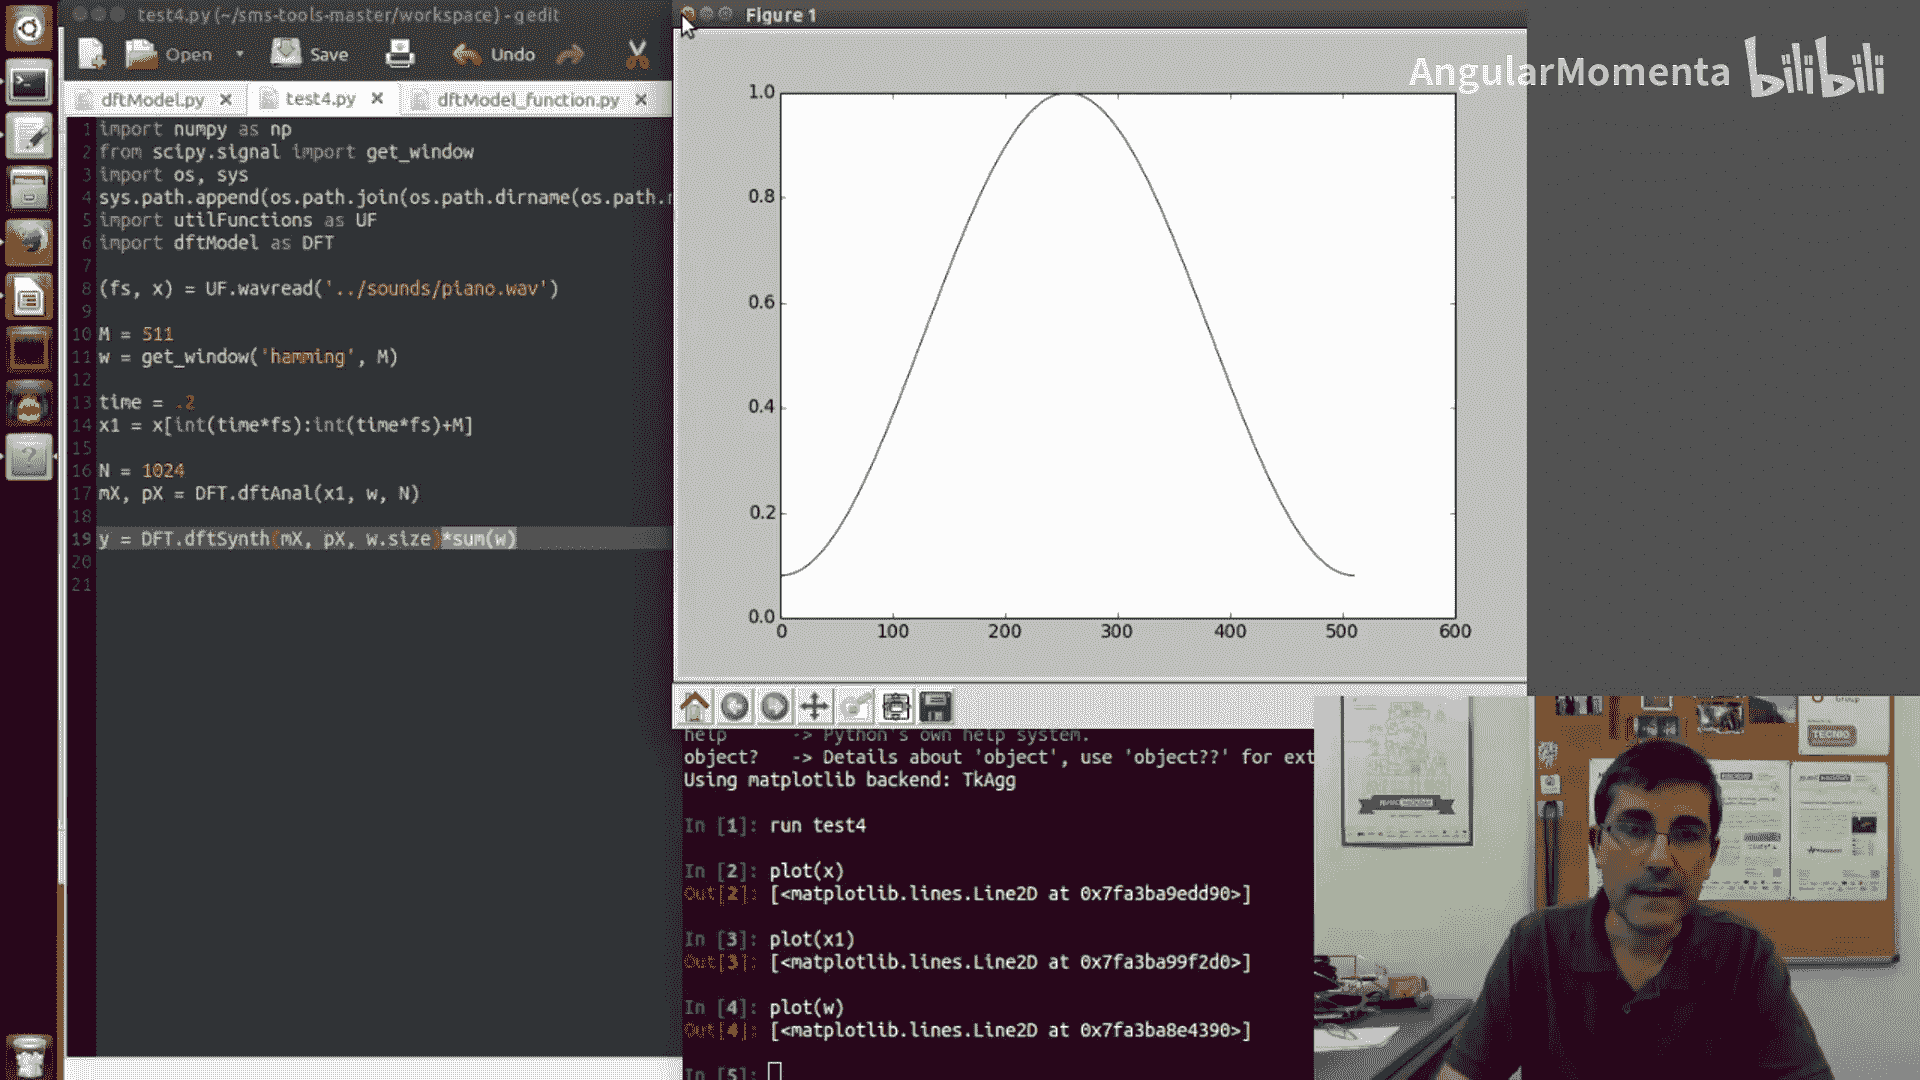 test4.py (~/sms-tools-master/workspace) - gedit
Open
Save
Undo
dftModel.py
test4.py
dftModel_function.py
1 import numpy as np
2 from scipy.signal import get_window
3 import os, sys
4 sys.path.append(os.path.join(os.path.dirname(os.path.
5 import utilFunctions as UF
6 import dftModel as DFT
7
8 (fs, x) = UF.wavread('../sounds/piano.wav')
9
10 M = 511
11 w = get_window('hamming', M)
12
13 time = .2
14 x1 = x[int(time*fs):int(time*fs)+M]
15
16 N = 1024
17 mX, pX = DFT.dftAnal(x1, w, N)
18
19 y = DFT.dftSynth(mX, pX, w.size)*sum(w)
20
21
Figure 1
AngularMomenta bilibili
1.0
0.8
0.6
0.4
0.2
0.0
0 100 200 300 400 500 600
help -> Python's own help system.
object? -> Details about 'object', use 'object??' for ext
Using matplotlib backend: TkAgg
In [1]: run test4
In [2]: plot(x)
Out[2]: [<matplotlib.lines.Line2D at 0x7fa3ba9edd90>]
In [3]: plot(x1)
Out[3]: [<matplotlib.lines.Line2D at 0x7fa3ba99f2d0>]
In [4]: plot(w)
Out[4]: [<matplotlib.lines.Line2D at 0x7fa3ba8e4390>]
In [5]:
Group
TECNIO